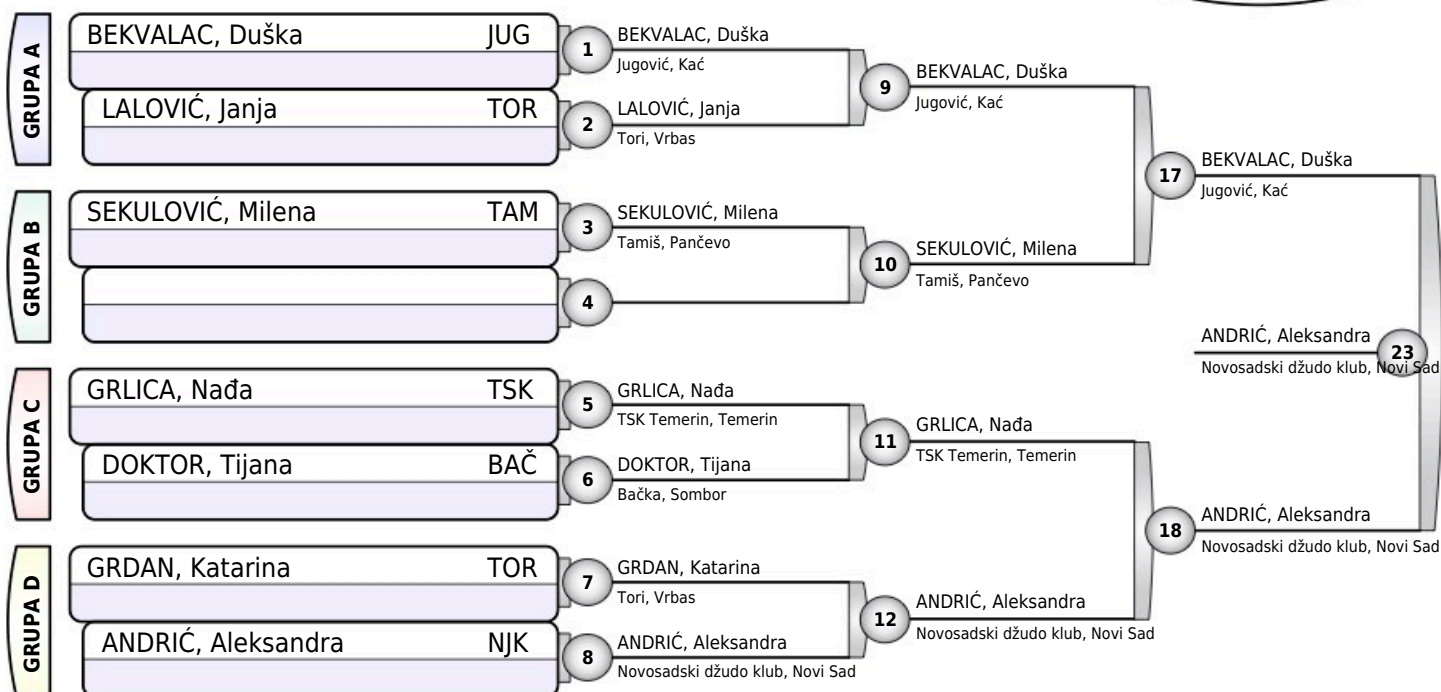 GRUPA A
BEKVALAC, Duška JUG
LALOVIĆ, Janja TOR
1
BEKVALAC, Duška
Jugović, Kać
2
LALOVIĆ, Janja
Tori, Vrbas
9
BEKVALAC, Duška
Jugović, Kać
17
BEKVALAC, Duška
Jugović, Kać
GRUPA B
SEKULOVIĆ, Milena TAM
3
SEKULOVIĆ, Milena
Tamiš, Pančevo
4
10
SEKULOVIĆ, Milena
Tamiš, Pančevo
ANDRIĆ, Aleksandra
23
Novosadski džudo klub, Novi Sad
GRUPA C
GRLICA, Nađa TSK
DOKTOR, Tijana BAČ
5
GRLICA, Nađa
TSK Temerin, Temerin
6
DOKTOR, Tijana
Bačka, Sombor
11
GRLICA, Nađa
TSK Temerin, Temerin
18
ANDRIĆ, Aleksandra
Novosadski džudo klub, Novi Sad
GRUPA D
GRDAN, Katarina TOR
ANDRIĆ, Aleksandra NJK
7
GRDAN, Katarina
Tori, Vrbas
8
ANDRIĆ, Aleksandra
Novosadski džudo klub, Novi Sad
12
ANDRIĆ, Aleksandra
Novosadski džudo klub, Novi Sad